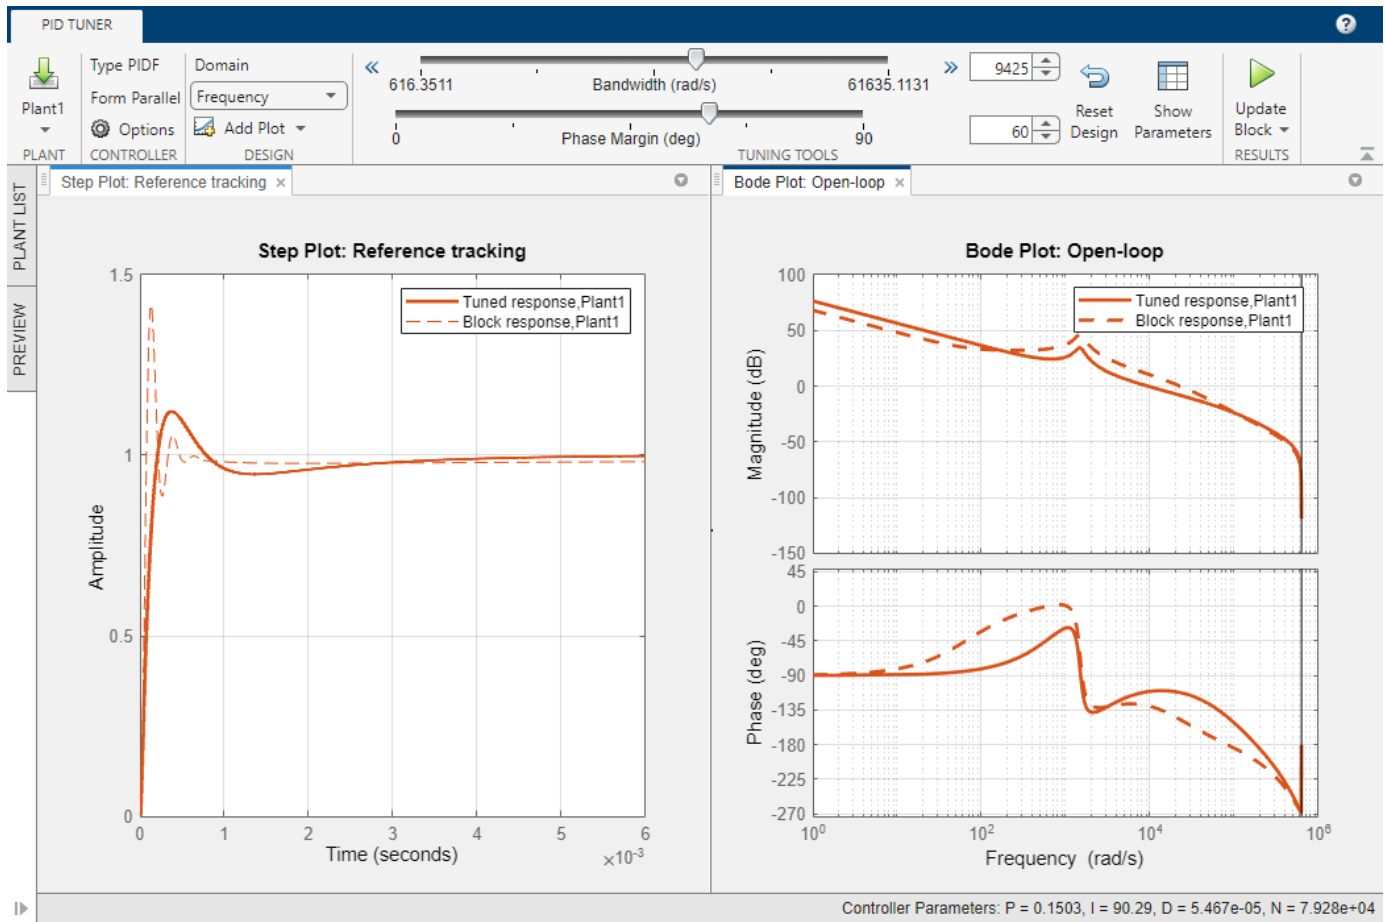 PID TUNER
?
Plant1
PLANT
Type PIDF
Form Parallel
Options
CONTROLLER
Domain
Frequency
Add Plot
DESIGN
616.3511
Bandwidth (rad/s)
61635.1131
9425
0
Phase Margin (deg)
90
60
Reset
Design
Show
Parameters
TUNING TOOLS
Update
Block
RESULTS
PLANT LIST
PREVIEW
Step Plot: Reference tracking ×
Step Plot: Reference tracking
1.5
1
0.5
0
Amplitude
Tuned response,Plant1
Block response,Plant1
0 1 2 3 4 5 6
Time (seconds)
×10-3
Bode Plot: Open-loop ×
Bode Plot: Open-loop
100
50
0
-50
-100
-150
Magnitude (dB)
Tuned response,Plant1
Block response,Plant1
45
0
-45
-90
-135
-180
-225
-270
Phase (deg)
10^0 10^2 10^4 10^6
Frequency (rad/s)
Controller Parameters: P = 0.1503, I = 90.29, D = 5.467e-05, N = 7.928e+04